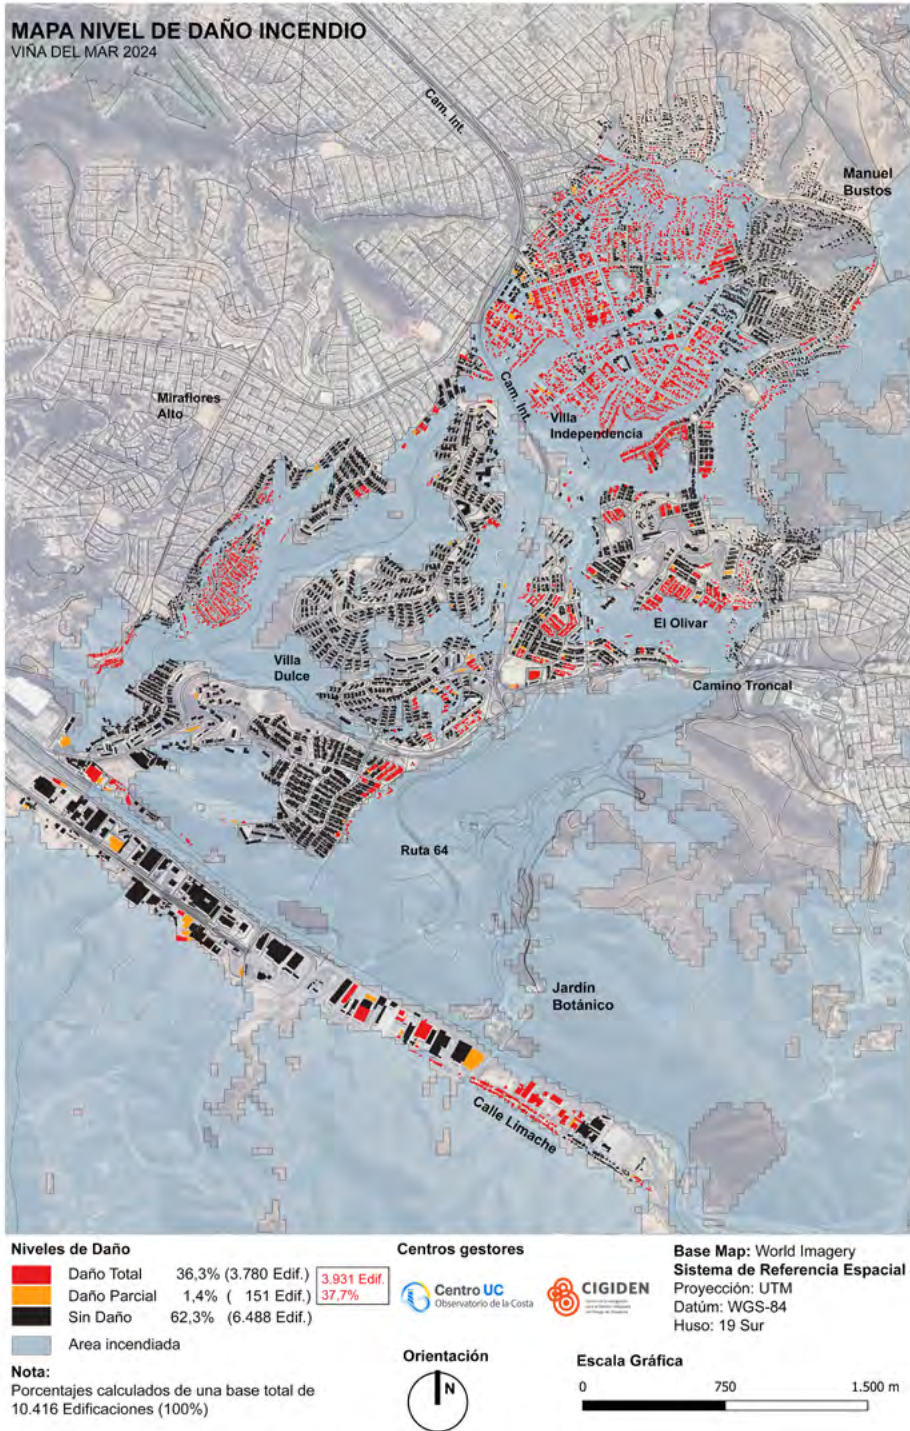 MAPA NIVEL DE DAÑO INCENDIO
VIÑA DEL MAR 2024
Cam. Int.
Manuel
Bustos
Miraflores
Alto
Cam. Int.
Villa
Independencia
El Olivar
Villa
Dulce
Camino Troncal
Ruta 64
Jardín
Botánico
Calle Limache
Niveles de Daño
Daño Total 36,3% (3.780 Edif.)
Daño Parcial 1,4% ( 151 Edif.)
Sin Daño 62,3% (6.488 Edif.)
3.931 Edif.
37,7%
Area incendiada
Nota:
Porcentajes calculados de una base total de
10.416 Edificaciones (100%)
Centros gestores
Centro UC
Observatorio de la Costa
CIGIDEN
Orientación
N
Base Map: World Imagery
Sistema de Referencia Espacial
Proyección: UTM
Datúm: WGS-84
Huso: 19 Sur
Escala Gráfica
0 750 1.500 m